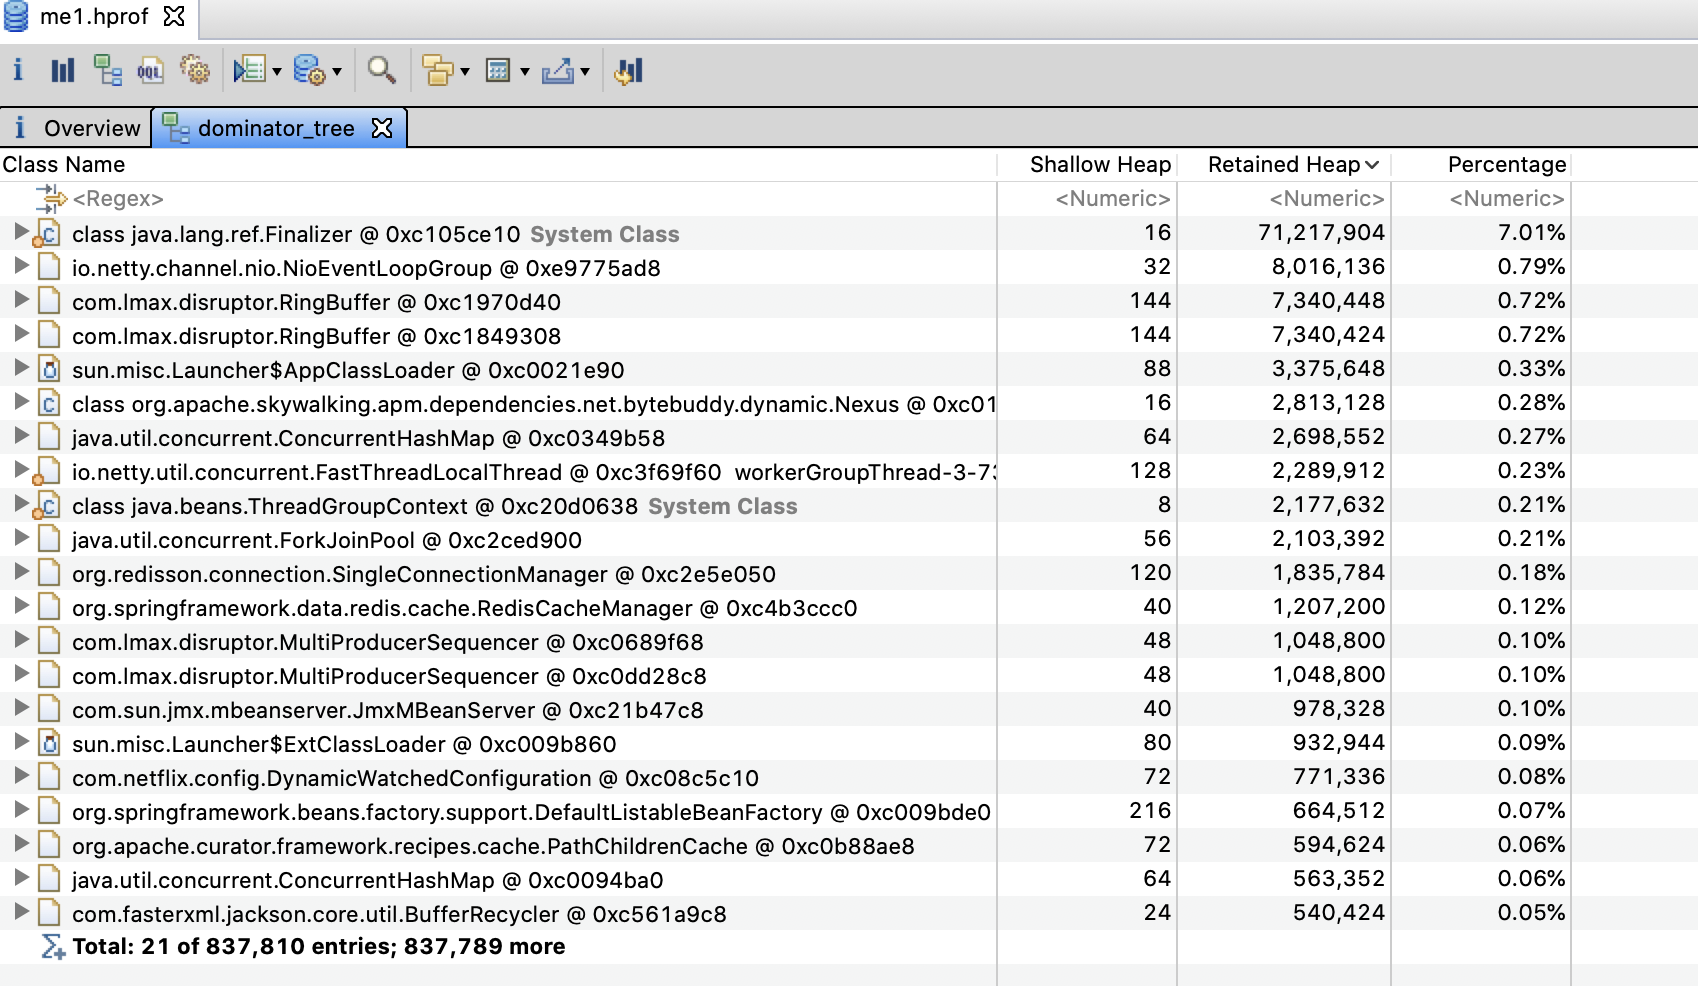 me1.hprof
Overview dominator_tree
Class Name Shallow Heap Retained Heap Percentage
<Regex> <Numeric> <Numeric> <Numeric>
class java.lang.ref.Finalizer @ 0xc105ce10 System Class 16 71,217,904 7.01%
io.netty.channel.nio.NioEventLoopGroup @ 0xe9775ad8 32 8,016,136 0.79%
com.lmax.disruptor.RingBuffer @ 0xc1970d40 144 7,340,448 0.72%
com.lmax.disruptor.RingBuffer @ 0xc1849308 144 7,340,424 0.72%
sun.misc.Launcher$AppClassLoader @ 0xc0021e90 88 3,375,648 0.33%
class org.apache.skywalking.apm.dependencies.net.bytebuddy.dynamic.Nexus @ 0xc01 16 2,813,128 0.28%
java.util.concurrent.ConcurrentHashMap @ 0xc0349b58 64 2,698,552 0.27%
io.netty.util.concurrent.FastThreadLocalThread @ 0xc3f69f60 workerGroupThread-3-73 128 2,289,912 0.23%
class java.beans.ThreadGroupContext @ 0xc20d0638 System Class 8 2,177,632 0.21%
java.util.concurrent.ForkJoinPool @ 0xc2ced900 56 2,103,392 0.21%
org.redisson.connection.SingleConnectionManager @ 0xc2e5e050 120 1,835,784 0.18%
org.springframework.data.redis.cache.RedisCacheManager @ 0xc4b3ccc0 40 1,207,200 0.12%
com.lmax.disruptor.MultiProducerSequencer @ 0xc0689f68 48 1,048,800 0.10%
com.lmax.disruptor.MultiProducerSequencer @ 0xc0dd28c8 48 1,048,800 0.10%
com.sun.jmx.mbeanserver.JmxMBeanServer @ 0xc21b47c8 40 978,328 0.10%
sun.misc.Launcher$ExtClassLoader @ 0xc009b860 80 932,944 0.09%
com.netflix.config.DynamicWatchedConfiguration @ 0xc08c5c10 72 771,336 0.08%
org.springframework.beans.factory.support.DefaultListableBeanFactory @ 0xc009bde0 216 664,512 0.07%
org.apache.curator.framework.recipes.cache.PathChildrenCache @ 0xc0b88ae8 72 594,624 0.06%
java.util.concurrent.ConcurrentHashMap @ 0xc0094ba0 64 563,352 0.06%
com.fasterxml.jackson.core.util.BufferRecycler @ 0xc561a9c8 24 540,424 0.05%
Total: 21 of 837,810 entries; 837,789 more